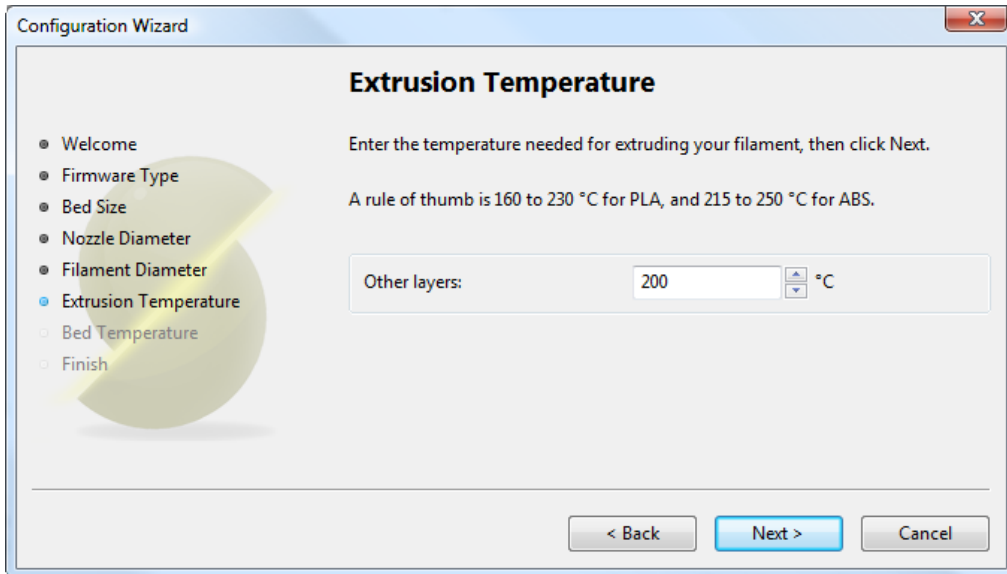 Configuration Wizard
Extrusion Temperature
Welcome
Firmware Type
Bed Size
Nozzle Diameter
Filament Diameter
Extrusion Temperature
Bed Temperature
Finish
Enter the temperature needed for extruding your filament, then click Next.
A rule of thumb is 160 to 230 °C for PLA, and 215 to 250 °C for ABS.
Other layers: 200 °C
< Back Next > Cancel